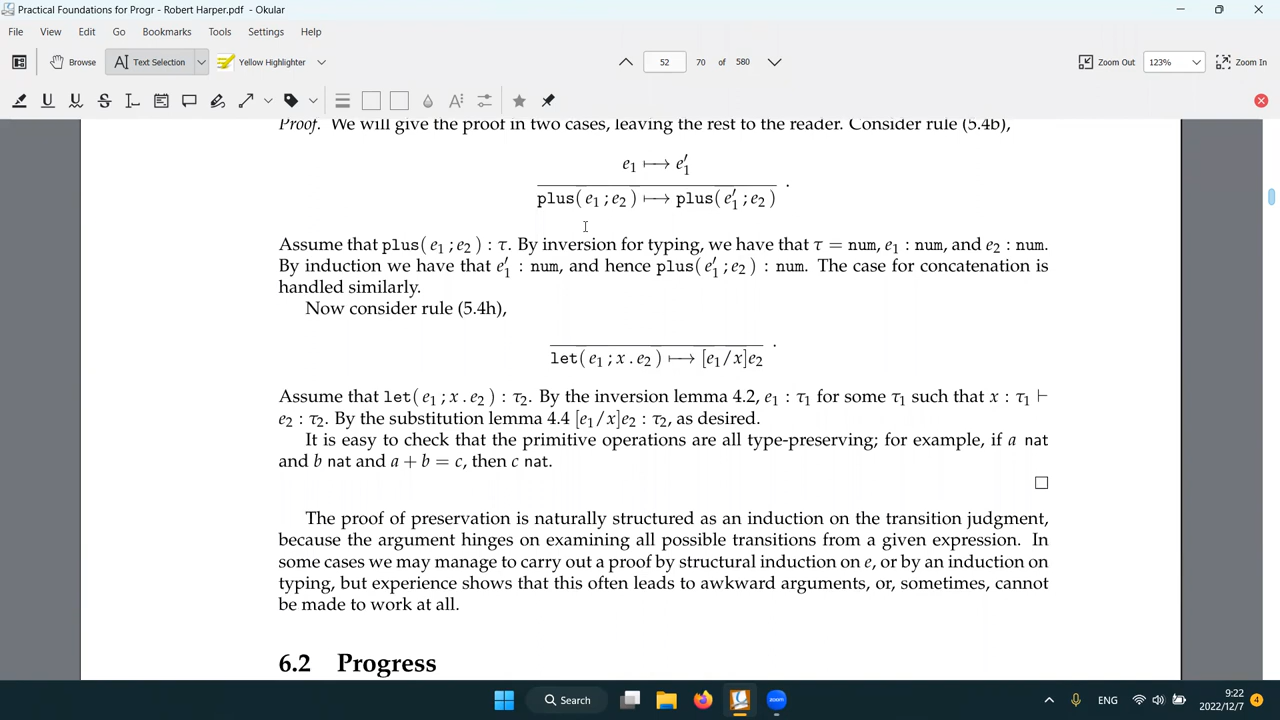 Practical Foundations for Progr - Robert Harper.pdf - Okular
File View Edit Go Bookmarks Tools Settings Help
Browse Text Selection Yellow Highlighter 52 70 of 580 Zoom Out 123% Zoom In
Proof. We will give the proof in two cases, leaving the rest to the reader. Consider rule (5.4b),
e₁ ⟼ e₁′
plus( e₁ ; e₂ ) ⟼ plus( e₁′ ; e₂ ) .
Assume that plus( e₁ ; e₂ ) : τ. By inversion for typing, we have that τ = num, e₁ : num, and e₂ : num.
By induction we have that e₁′ : num, and hence plus( e₁′ ; e₂ ) : num. The case for concatenation is
handled similarly.
Now consider rule (5.4h),
let( e₁ ; x . e₂ ) ⟼ [e₁/x]e₂ .
Assume that let( e₁ ; x . e₂ ) : τ₂. By the inversion lemma 4.2, e₁ : τ₁ for some τ₁ such that x : τ₁ ⊢
e₂ : τ₂. By the substitution lemma 4.4 [e₁/x]e₂ : τ₂, as desired.
It is easy to check that the primitive operations are all type-preserving; for example, if a nat
and b nat and a + b = c, then c nat.
□
The proof of preservation is naturally structured as an induction on the transition judgment,
because the argument hinges on examining all possible transitions from a given expression. In
some cases we may manage to carry out a proof by structural induction on e, or by an induction on
typing, but experience shows that this often leads to awkward arguments, or, sometimes, cannot
be made to work at all.
6.2 Progress
Search zoom ENG 9:22 4
2022/12/7